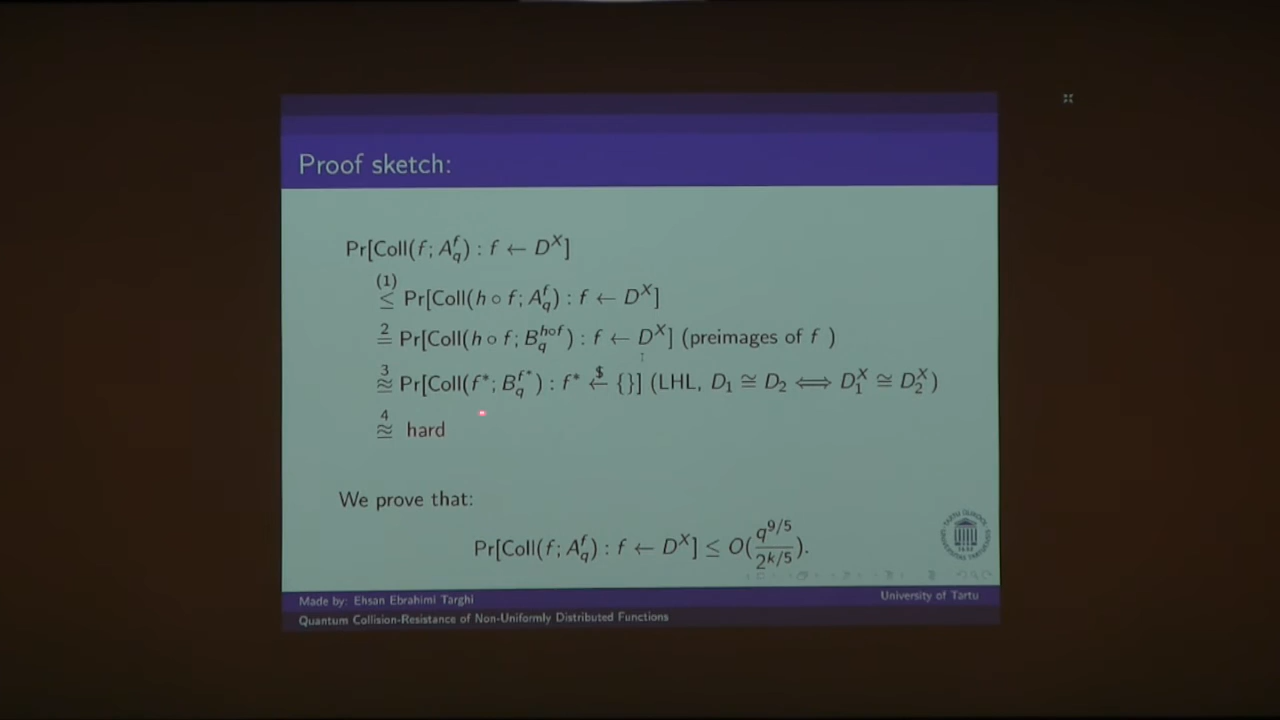 Proof sketch:
Pr[Coll(f; A_q^f) : f ← D^X]
(1)
≤ Pr[Coll(h ∘ f; A_q^f) : f ← D^X]
2
= Pr[Coll(h ∘ f; B_q^{h∘f}) : f ← D^X] (preimages of f )
3
≊ Pr[Coll(f*; B_q^{f*}) : f* ←$ {}] (LHL, D_1 ≅ D_2 ⟺ D_1^X ≅ D_2^X)
4
≊ hard
We prove that:
Pr[Coll(f; A_q^f) : f ← D^X] ≤ O(q^{9/5}/2^{k/5}).
Made by: Ehsan Ebrahimi Targhi University of Tartu
Quantum Collision-Resistance of Non-Uniformly Distributed Functions